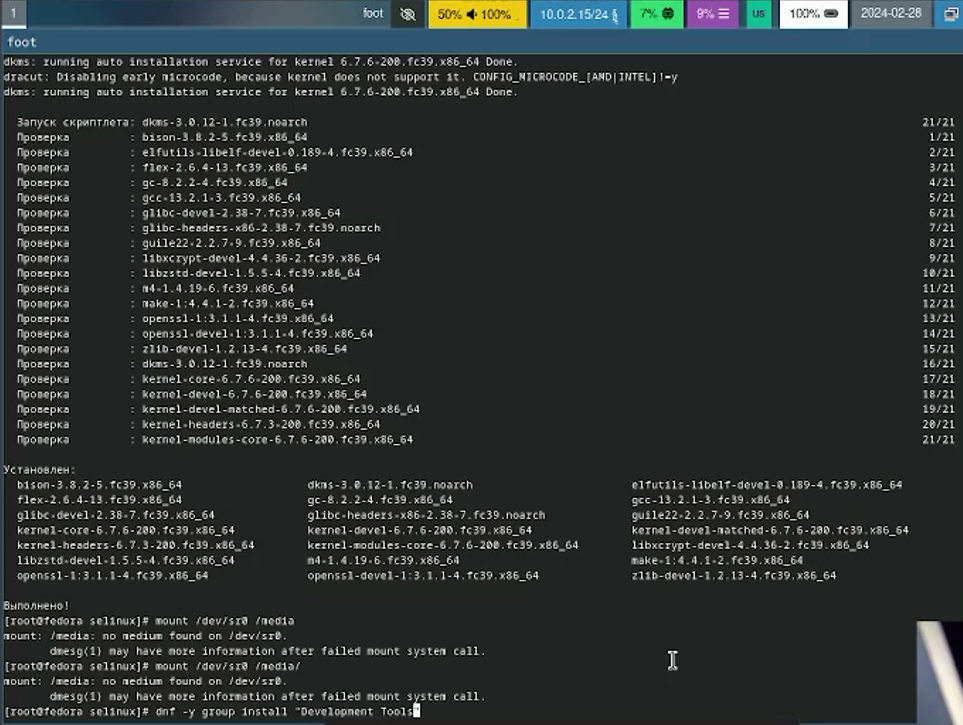 1 foot 50% 100% 10.0.2.15/24 7% 9% us 100% 2024-02-28
foot
dkms: running auto installation service for kernel 6.7.6-200.fc39.x86_64 Done.
dracut: Disabling early microcode, because kernel does not support it. CONFIG_MICROCODE_[AMD|INTEL]!=y
dkms: running auto installation service for kernel 6.7.6-200.fc39.x86_64 Done.
Запуск скриптлета: dkms-3.0.12-1.fc39.noarch 21/21
Проверка : bison-3.8.2-5.fc39.x86_64 1/21
Проверка : elfutils-libelf-devel-0.189-4.fc39.x86_64 2/21
Проверка : flex-2.6.4-13.fc39.x86_64 3/21
Проверка : gc-8.2.2-4.fc39.x86_64 4/21
Проверка : gcc-13.2.1-3.fc39.x86_64 5/21
Проверка : glibc-devel-2.38-7.fc39.x86_64 6/21
Проверка : glibc-headers-x86-2.38-7.fc39.noarch 7/21
Проверка : guile22-2.2.7-9.fc39.x86_64 8/21
Проверка : libxcrypt-devel-4.4.36-2.fc39.x86_64 9/21
Проверка : libzstd-devel-1.5.5-4.fc39.x86_64 10/21
Проверка : m4-1.4.19-6.fc39.x86_64 11/21
Проверка : make-1:4.4.1-2.fc39.x86_64 12/21
Проверка : openssl-1:3.1.1-4.fc39.x86_64 13/21
Проверка : openssl-devel-1:3.1.1-4.fc39.x86_64 14/21
Проверка : zlib-devel-1.2.13-4.fc39.x86_64 15/21
Проверка : dkms-3.0.12-1.fc39.noarch 16/21
Проверка : kernel-core-6.7.6-200.fc39.x86_64 17/21
Проверка : kernel-devel-6.7.6-200.fc39.x86_64 18/21
Проверка : kernel-devel-matched-6.7.6-200.fc39.x86_64 19/21
Проверка : kernel-headers-6.7.3-200.fc39.x86_64 20/21
Проверка : kernel-modules-core-6.7.6-200.fc39.x86_64 21/21
Установлен:
bison-3.8.2-5.fc39.x86_64 dkms-3.0.12-1.fc39.noarch elfutils-libelf-devel-0.189-4.fc39.x86_64
flex-2.6.4-13.fc39.x86_64 gc-8.2.2-4.fc39.x86_64 gcc-13.2.1-3.fc39.x86_64
glibc-devel-2.38-7.fc39.x86_64 glibc-headers-x86-2.38-7.fc39.noarch guile22-2.2.7-9.fc39.x86_64
kernel-core-6.7.6-200.fc39.x86_64 kernel-devel-6.7.6-200.fc39.x86_64 kernel-devel-matched-6.7.6-200.fc39.x86_64
kernel-headers-6.7.3-200.fc39.x86_64 kernel-modules-core-6.7.6-200.fc39.x86_64 libxcrypt-devel-4.4.36-2.fc39.x86_64
libzstd-devel-1.5.5-4.fc39.x86_64 m4-1.4.19-6.fc39.x86_64 make-1:4.4.1-2.fc39.x86_64
openssl-1:3.1.1-4.fc39.x86_64 openssl-devel-1:3.1.1-4.fc39.x86_64 zlib-devel-1.2.13-4.fc39.x86_64
Выполнено!
[root@fedora selinux]# mount /dev/sr0 /media
mount: /media: no medium found on /dev/sr0.
dmesg(1) may have more information after failed mount system call.
[root@fedora selinux]# mount /dev/sr0 /media/
mount: /media: no medium found on /dev/sr0.
dmesg(1) may have more information after failed mount system call.
[root@fedora selinux]# dnf -y group install "Development Tools"